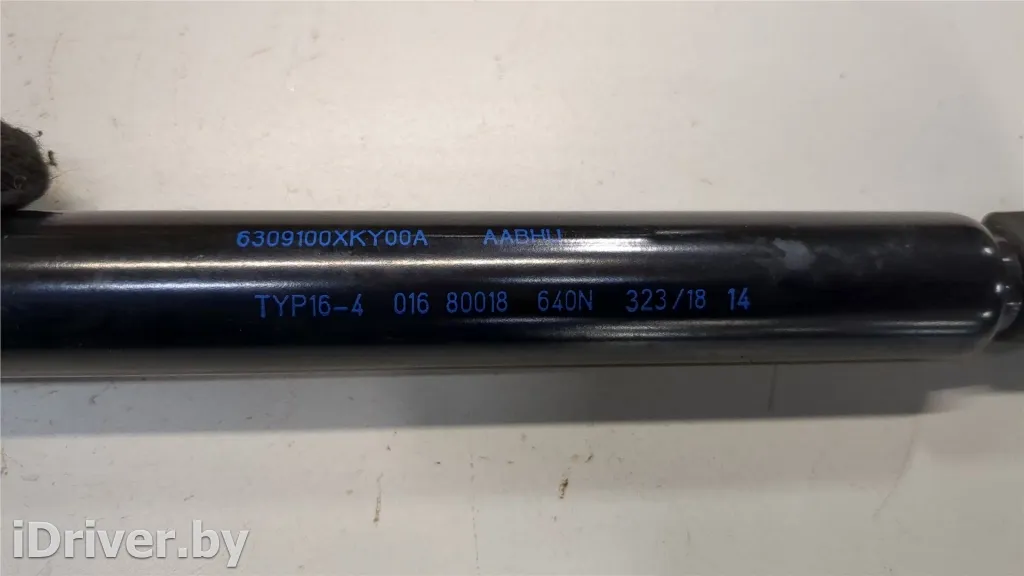 6309100XKY00A AABHU
TYP16-4 016 80018 640N 323/18 14
iDriver.by